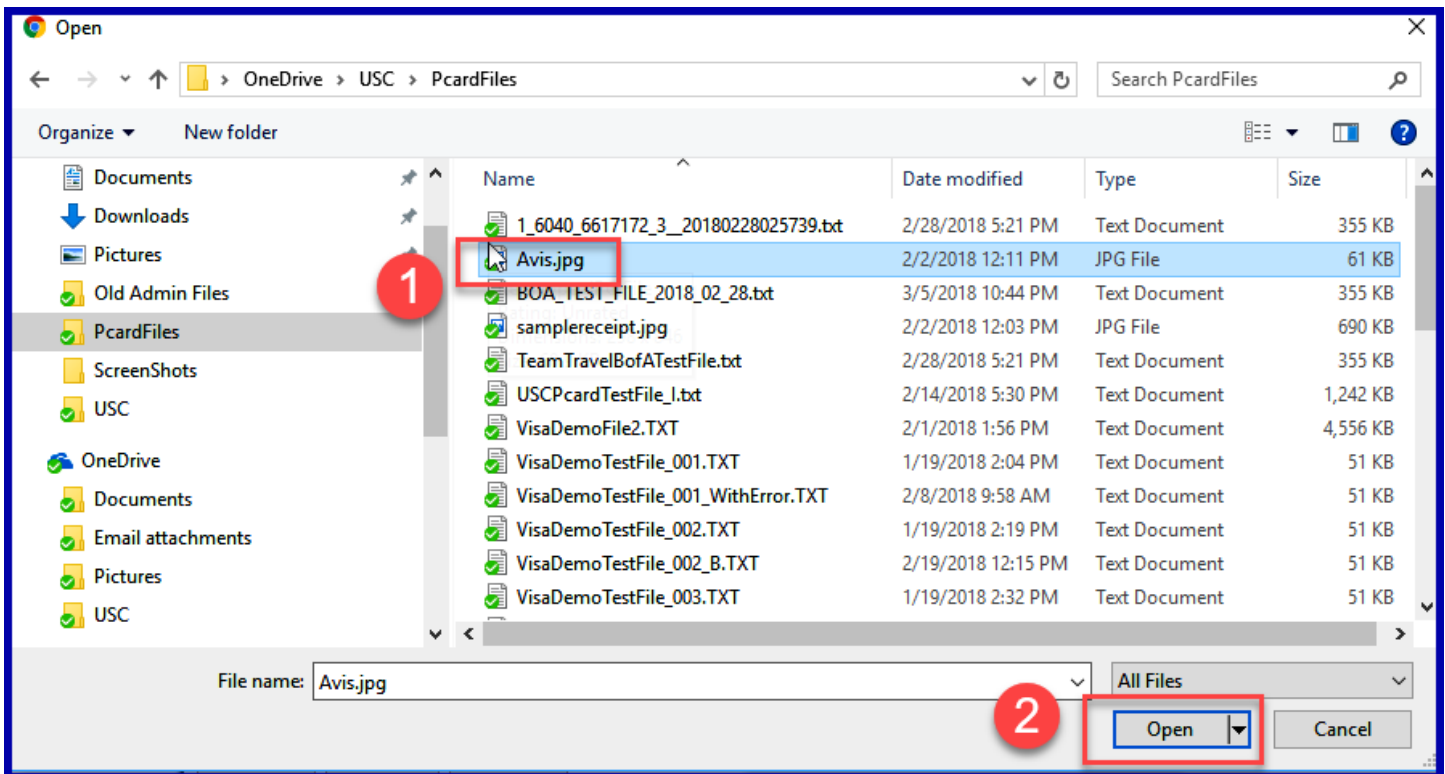 Open
OneDrive > USC > PcardFiles
Search PcardFiles
Organize New folder
?
Documents
Downloads
Pictures
Old Admin Files
PcardFiles
ScreenShots
USC
OneDrive
Documents
Email attachments
Pictures
USC
Name Date modified Type Size
1_6040_6617172_3__20180228025739.txt 2/28/2018 5:21 PM Text Document 355 KB
Avis.jpg 2/2/2018 12:11 PM JPG File 61 KB
BOA_TEST_FILE_2018_02_28.txt 3/5/2018 10:44 PM Text Document 355 KB
samplereceipt.jpg 2/2/2018 12:03 PM JPG File 690 KB
TeamTravelBofATestFile.txt 2/28/2018 5:21 PM Text Document 355 KB
USCPcardTestFile_I.txt 2/14/2018 5:30 PM Text Document 1,242 KB
VisaDemoFile2.TXT 2/1/2018 1:56 PM Text Document 4,556 KB
VisaDemoTestFile_001.TXT 1/19/2018 2:04 PM Text Document 51 KB
VisaDemoTestFile_001_WithError.TXT 2/8/2018 9:58 AM Text Document 51 KB
VisaDemoTestFile_002.TXT 1/19/2018 2:19 PM Text Document 51 KB
VisaDemoTestFile_002_B.TXT 2/19/2018 12:15 PM Text Document 51 KB
VisaDemoTestFile_003.TXT 1/19/2018 2:32 PM Text Document 51 KB
1
File name: Avis.jpg All Files
2
Open Cancel